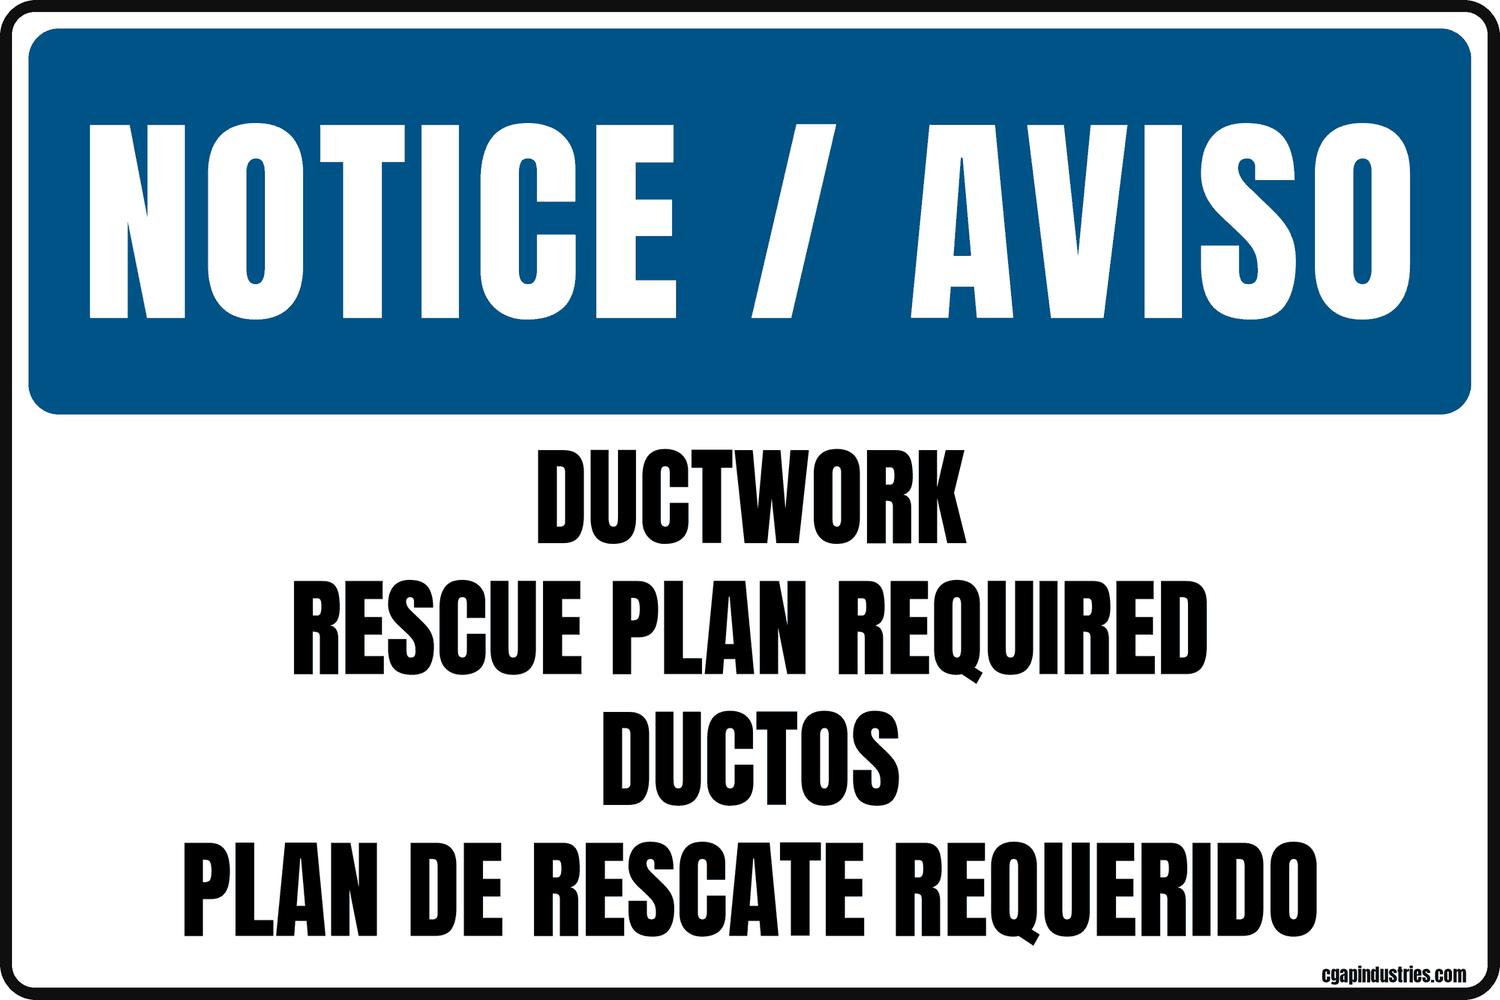 NOTICE / AVISO
DUCTWORK
RESCUE PLAN REQUIRED
DUCTOS
PLAN DE RESCATE REQUERIDO
cgapindustries.com